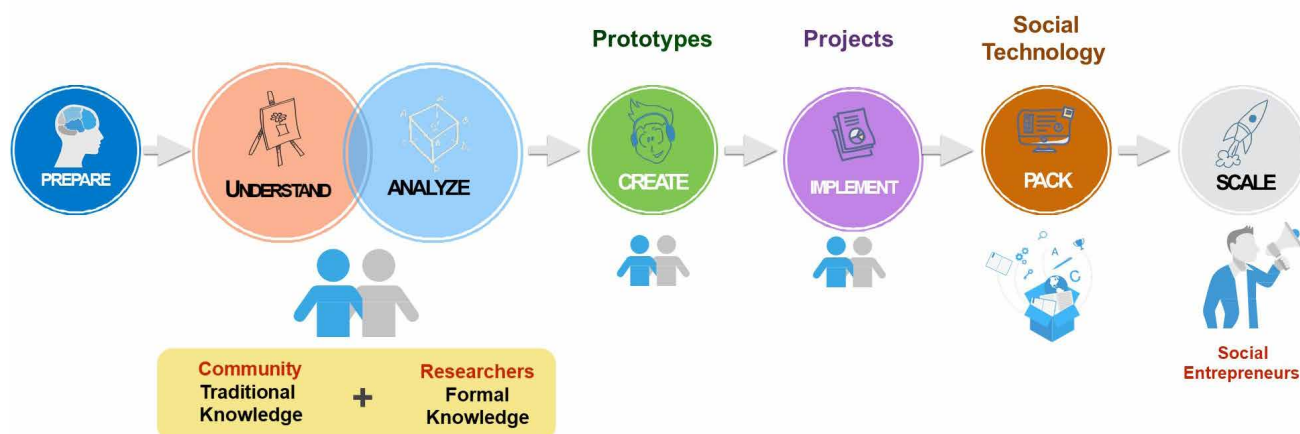 Prototypes
Projects
Social
Technology
PREPARE
UNDERSTAND
ANALYZE
CREATE
IMPLEMENT
PACK
SCALE
A
Community
Traditional
Knowledge
+
Researchers
Formal
Knowledge
Social
Entrepreneurs